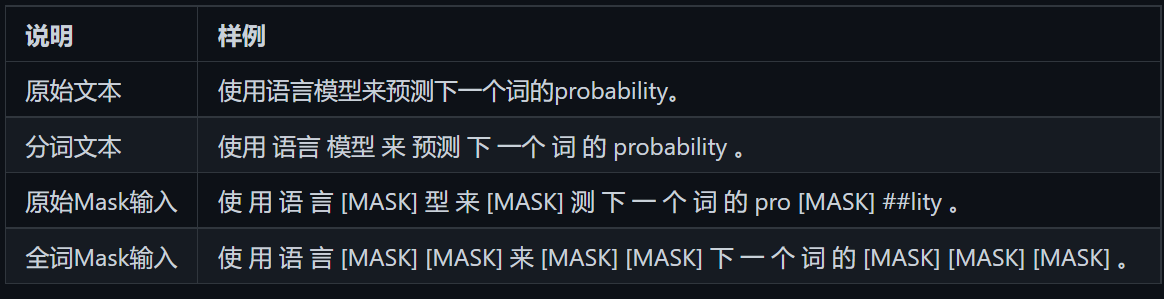 说明 样例
原始文本 使用语言模型来预测下一个词的probability。
分词文本 使用 语言 模型 来 预测 下 一个 词 的 probability 。
原始Mask输入 使 用 语 言 [MASK] 型 来 [MASK] 测 下 一 个 词 的 pro [MASK] ##lity 。
全词Mask输入 使 用 语 言 [MASK] [MASK] 来 [MASK] [MASK] 下 一 个 词 的 [MASK] [MASK] [MASK] 。